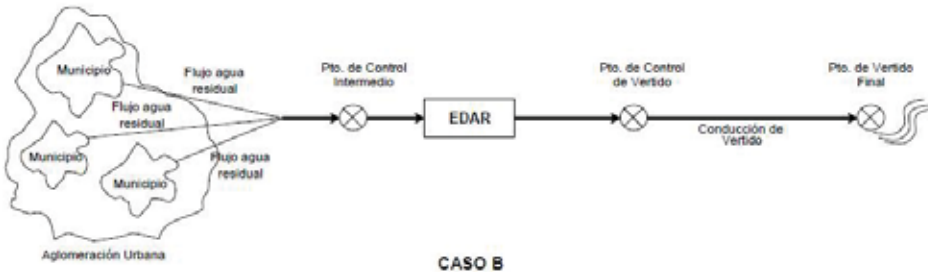 Municipio
Flujo agua
residual
Flujo agua
residual
Municipio
Flujo agua
residual
Municipio
Aglomeración Urbana
Pto. de Control
Intermedio
EDAR
Pto. de Control
de Vertido
Conducción de
Vertido
Pto. de Vertido
Final
CASO B